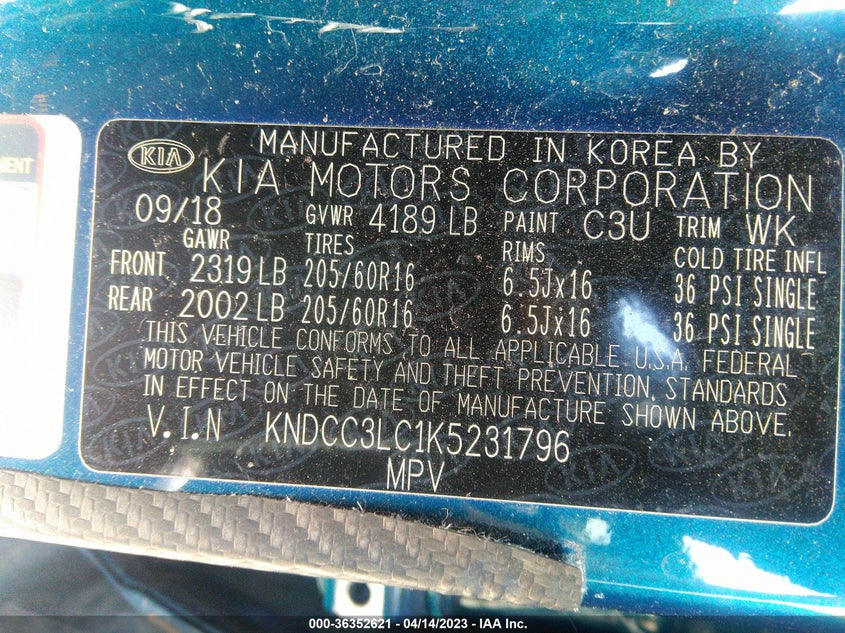 MENT
KIA
MANUFACTURED IN KOREA BY
KIA MOTORS CORPORATION
09/18 GVWR 4189 LB PAINT C3U TRIM WK
GAWR TIRES RIMS COLD TIRE INFL
FRONT 2319 LB 205/60R16 6.5Jx16 36 PSI SINGLE
REAR 2002 LB 205/60R16 6.5Jx16 36 PSI SINGLE
THIS VEHICLE CONFORMS TO ALL APPLICABLE U.S.A. FEDERAL
MOTOR VEHICLE SAFETY AND THEFT PREVENTION STANDARDS
IN EFFECT ON THE DATE OF MANUFACTURE SHOWN ABOVE.
V.I.N KNDCC3LC1K5231796
MPV
000-36352621 - 04/14/2023 - IAA Inc.